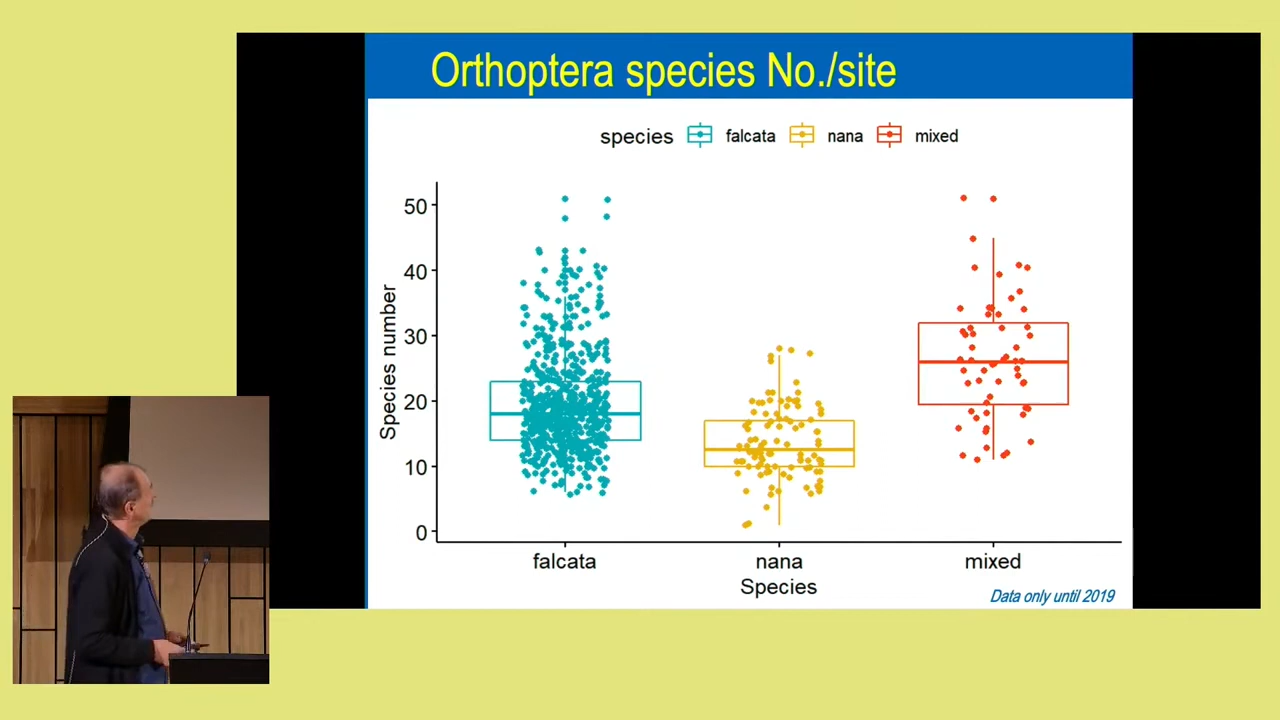 Orthoptera species No./site
species falcata nana mixed
Species number
50
40
30
20
10
0
falcata nana mixed
Species
Data only until 2019